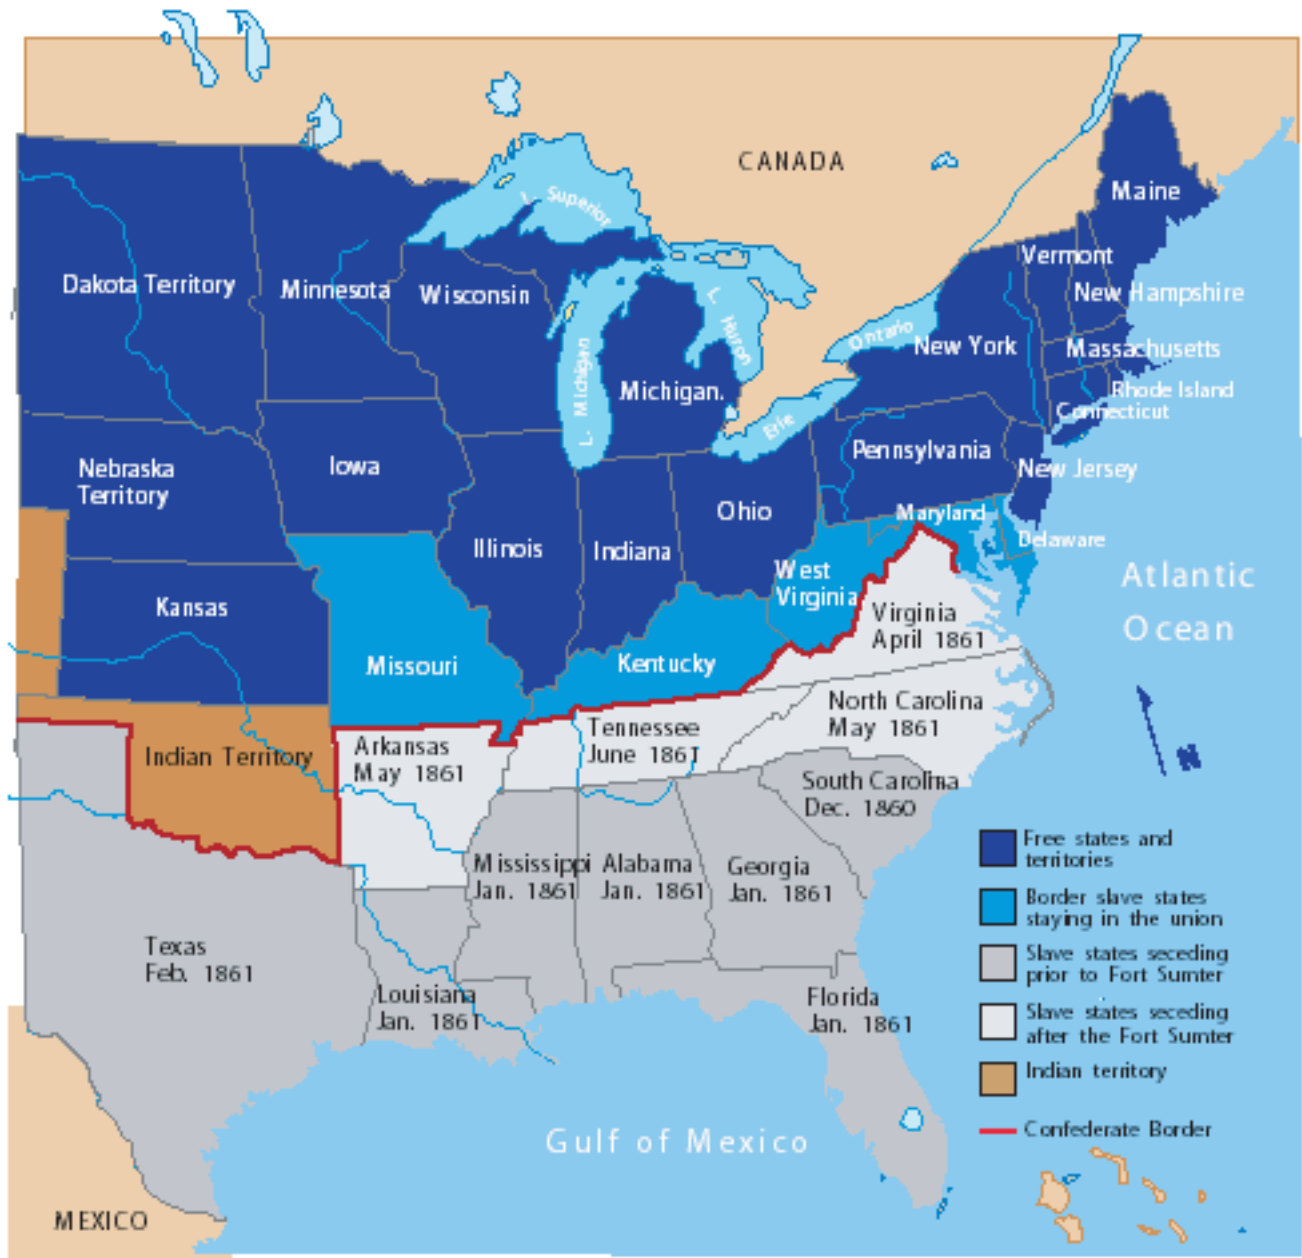 CANADA
Maine
Vermont
New Hampshire
Dakota Territory
Minnesota
Wisconsin
L. Superior
L. Huron
L. Michigan
Michigan.
Ontario
New York
Massachusetts
Rhode Island
Connecticut
Erie
Pennsylvania
New Jersey
Nebraska
Territory
Iowa
Ohio
Maryland
Delaware
Illinois
Indiana
West
Virginia
Kansas
Missouri
Kentucky
Virginia
April 1861
Atlantic
Ocean
North Carolina
May 1861
N
Indian Territory
Arkansas
May 1861
Tennessee
June 1861
South Carolina
Dec. 1860
Mississippi
Jan. 1861
Alabama
Jan. 1861
Georgia
Jan. 1861
Texas
Feb. 1861
Louisiana
Jan. 1861
Florida
Jan. 1861
Gulf of Mexico
MEXICO
Free states and
territories
Border slave states
staying in the union
Slave states seceding
prior to Fort Sumter
Slave states seceding
after the Fort Sumter
Indian territory
Confederate Border